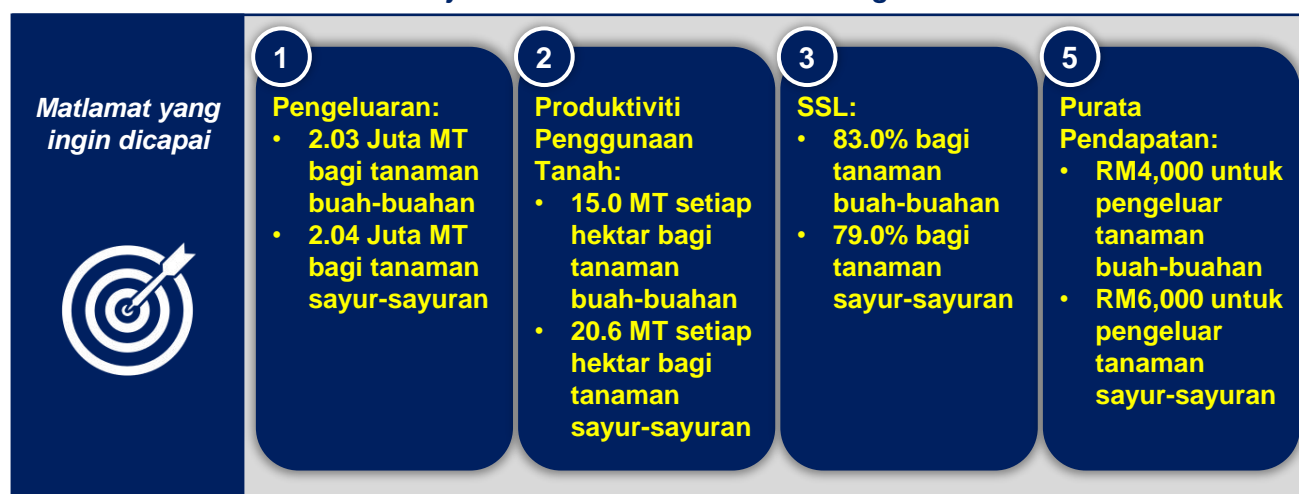 Matlamat yang
ingin dicapai
1
Pengeluaran:
• 2.03 Juta MT
bagi tanaman
buah-buahan
• 2.04 Juta MT
bagi tanaman
sayur-sayuran
2
Produktiviti
Penggunaan
Tanah:
• 15.0 MT setiap
hektar bagi
tanaman
buah-buahan
• 20.6 MT setiap
hektar bagi
tanaman
sayur-sayuran
3
SSL:
• 83.0% bagi
tanaman
buah-buahan
• 79.0% bagi
tanaman
sayur-sayuran
5
Purata
Pendapatan:
• RM4,000 untuk
pengeluar
tanaman
buah-buahan
• RM6,000 untuk
pengeluar
tanaman
sayur-sayuran